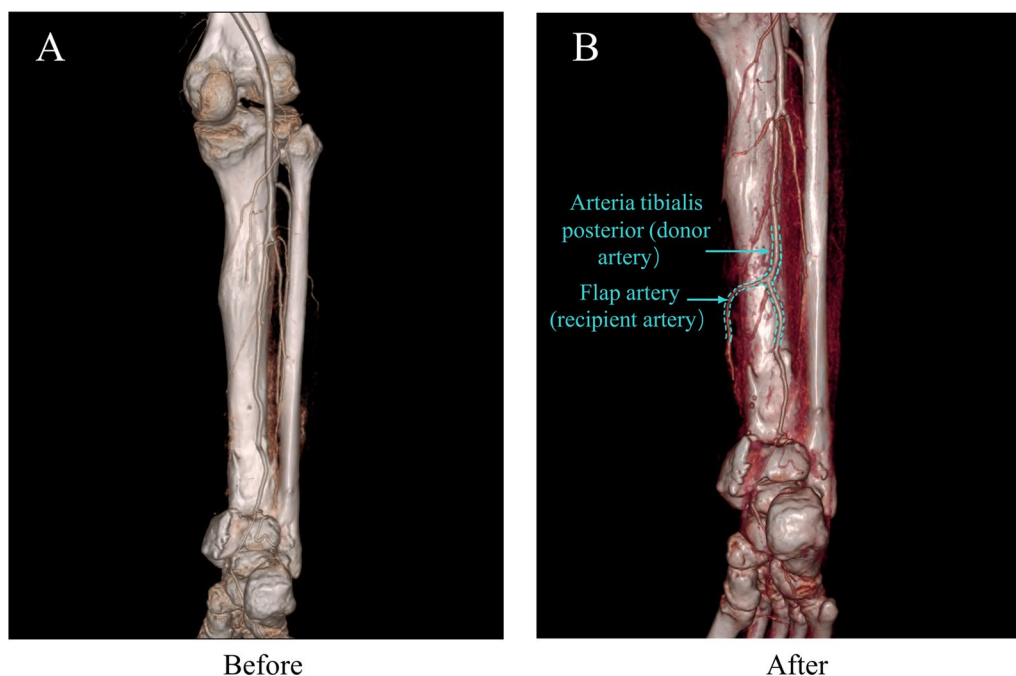 A
B
Arteria tibialis
posterior (donor
artery）
Flap artery
(recipient artery）
Before
After